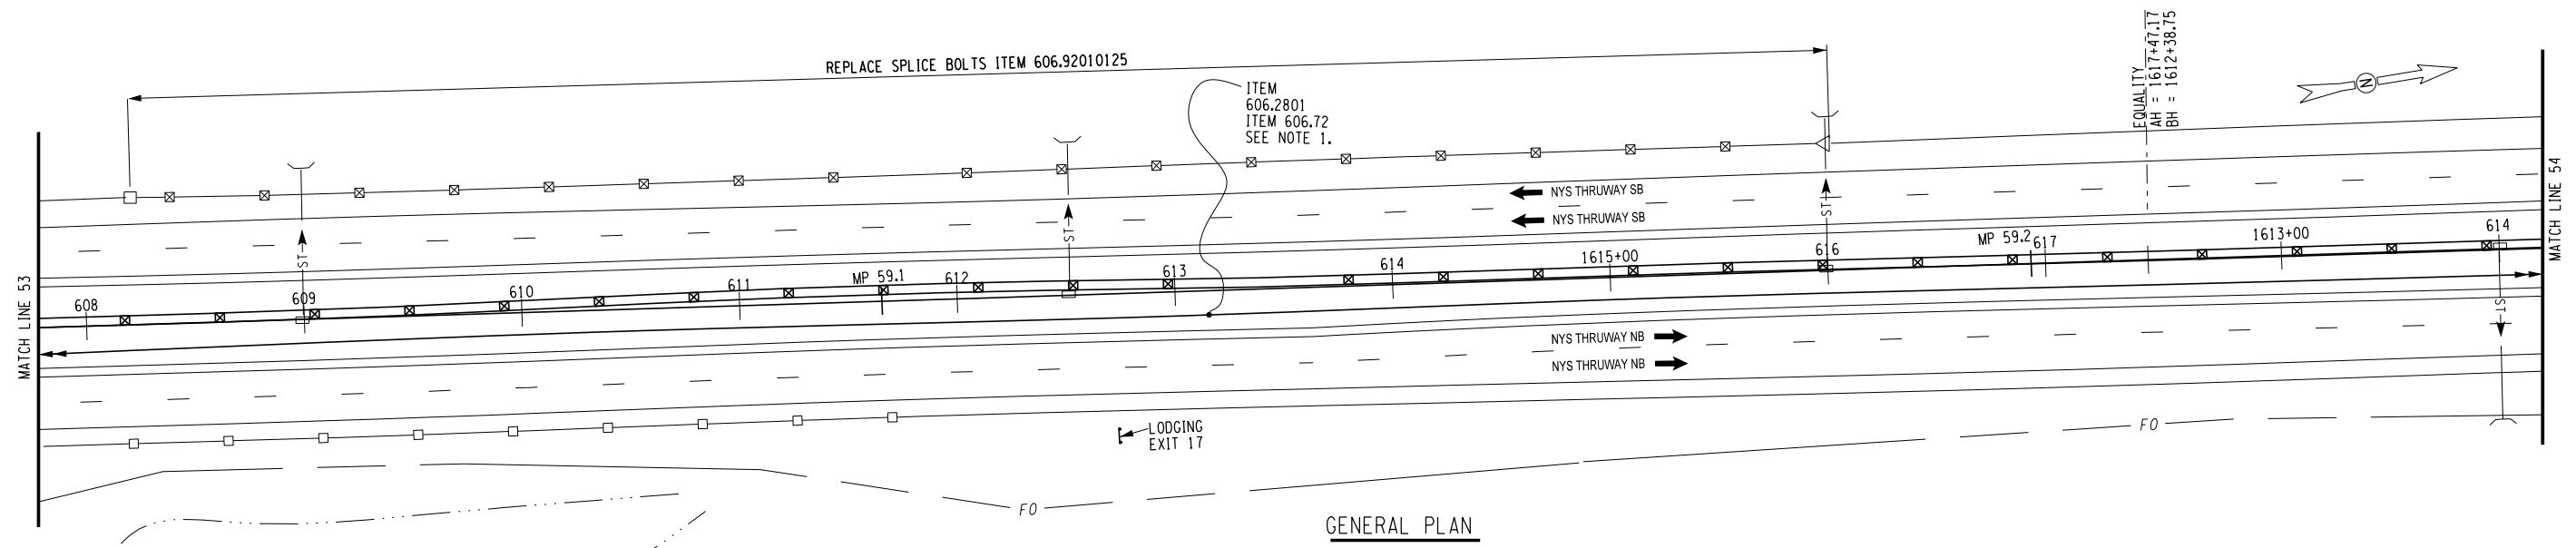 REPLACE SPLICE BOLTS ITEM 606.92010125
ITEM
606.2801
ITEM 606.72
SEE NOTE 1.
EQUALITY
AH = 1617+47.17
BH = 1612+38.75
N
MATCH LINE 53
MATCH LINE 54
NYS THRUWAY SB
NYS THRUWAY SB
ST
ST
ST
ST
608
609
610
611
MP 59.1
612
613
614
1615+00
616
MP 59.2
617
1613+00
614
NYS THRUWAY NB
NYS THRUWAY NB
LODGING
EXIT 17
FO
FO
GENERAL PLAN